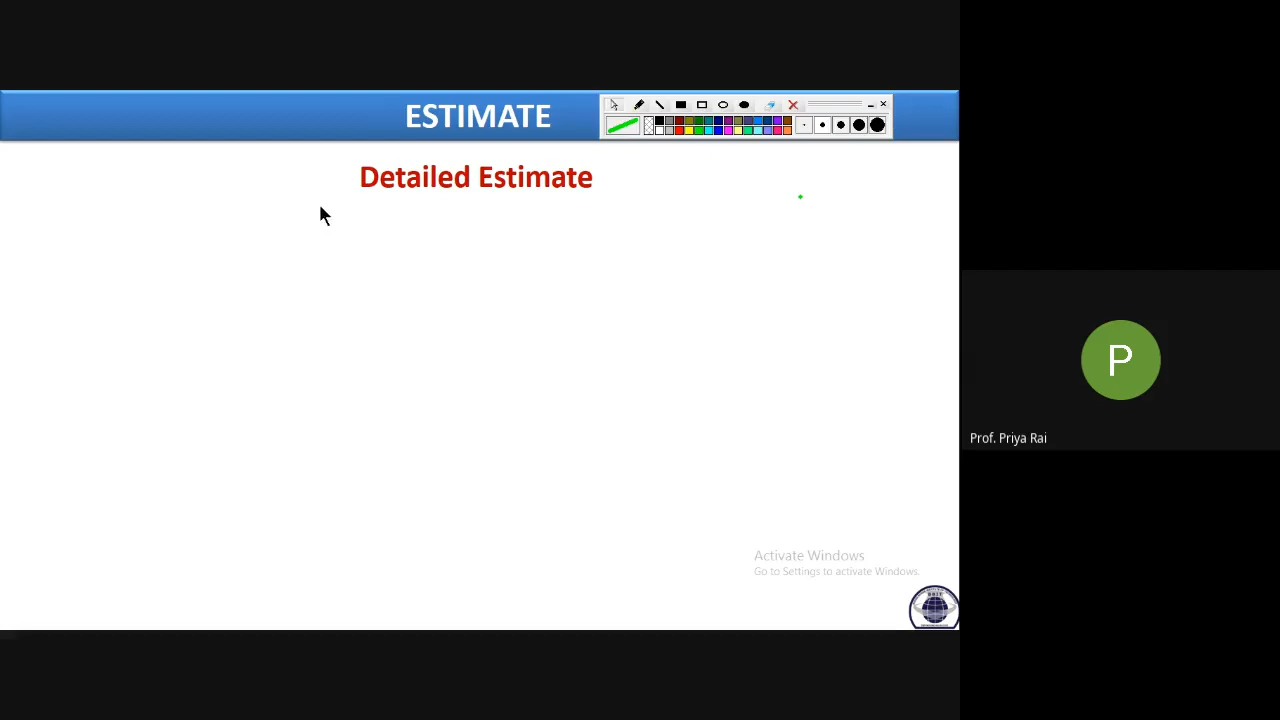 ESTIMATE
Detailed Estimate
P
Prof. Priya Rai
Activate Windows
Go to Settings to activate Windows.